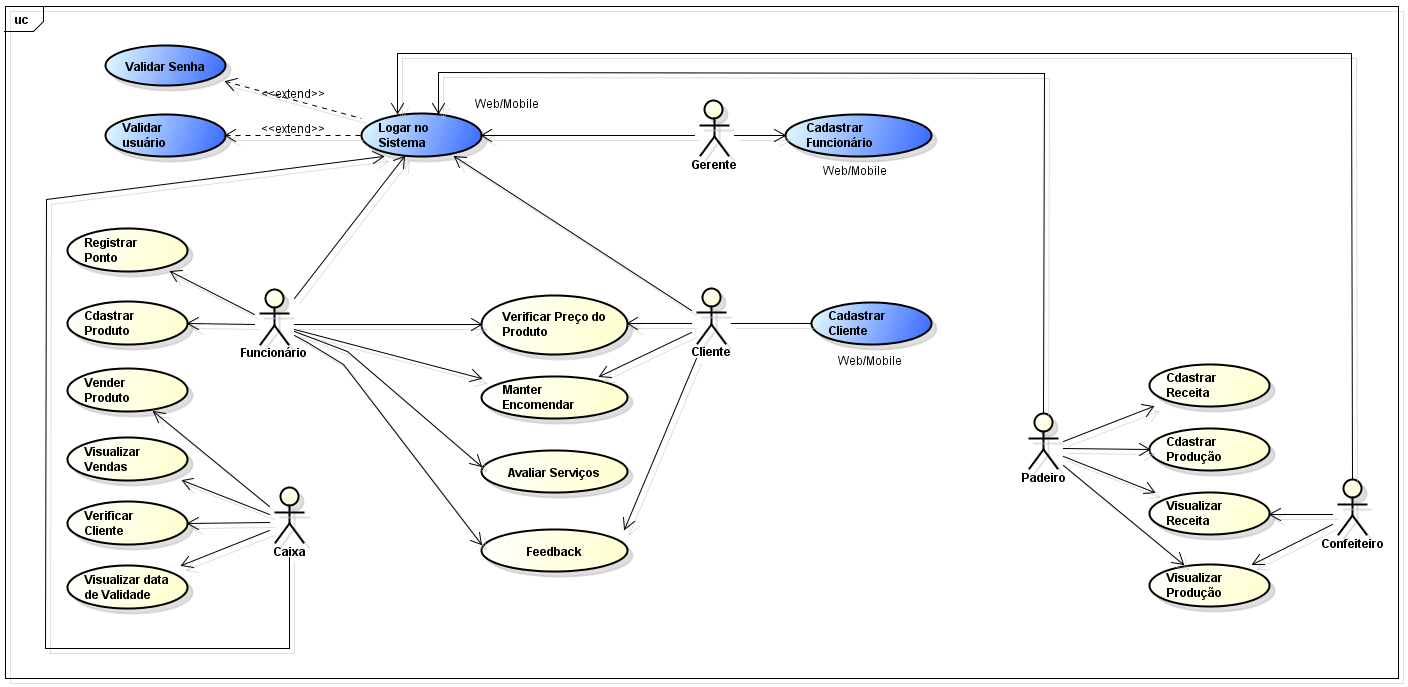 uc
Validar Senha
<<extend>>
Web/Mobile
Validar
usuário
<<extend>>
Logar no
Sistema
Gerente
Cadastrar
Funcionário
Web/Mobile
Registrar
Ponto
Cdastrar
Produto
Funcionário
Verificar Preço do
Produto
Cliente
Cadastrar
Cliente
Web/Mobile
Vender
Produto
Manter
Encomendar
Cdastrar
Receita
Visualizar
Vendas
Avaliar Serviços
Padeiro
Cdastrar
Produção
Verificar
Cliente
Caixa
Feedback
Visualizar
Receita
Confeiteiro
Visualizar data
de Validade
Visualizar
Produção